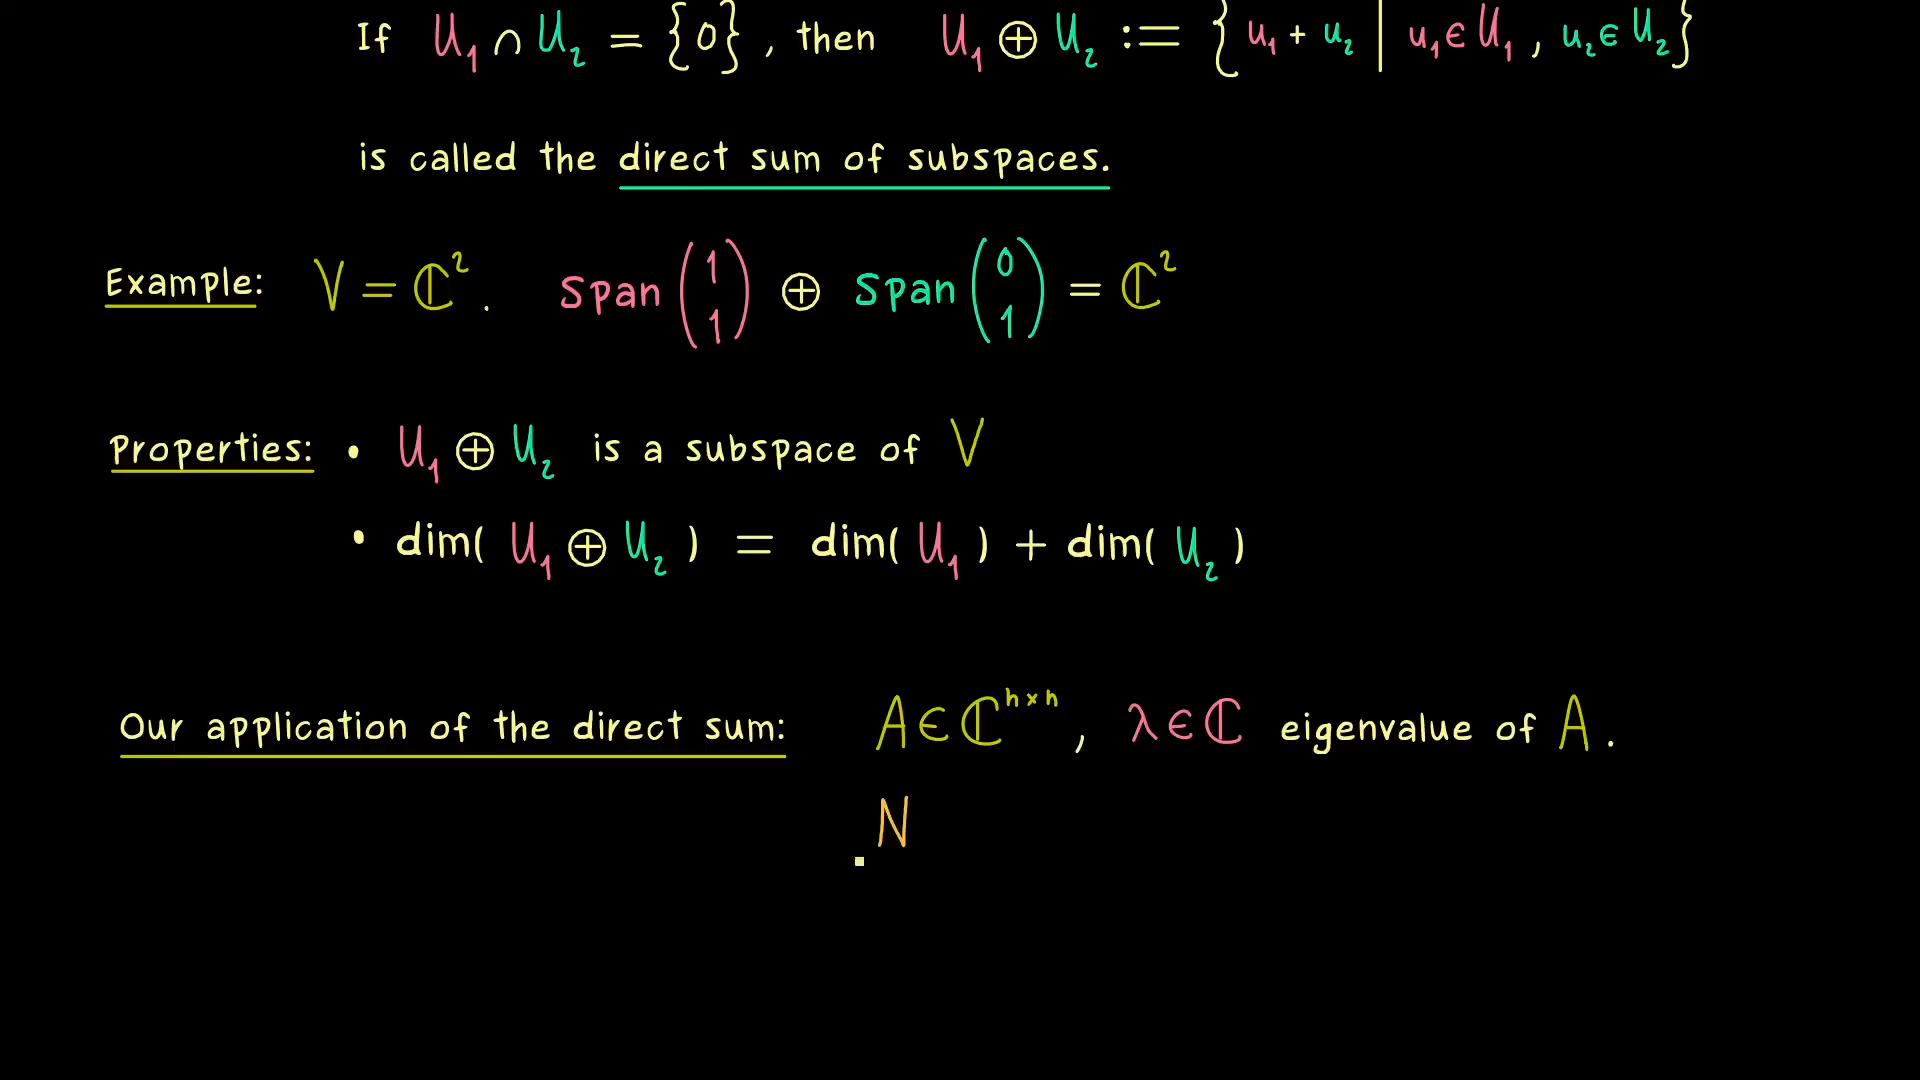 If U₁ ∩ U₂ = {0} , then U₁ ⊕ U₂ := { u₁ + u₂ | u₁ ∈ U₁ , u₂ ∈ U₂ }
is called the direct sum of subspaces.
Example: V = ℂ² . Span (1 1) ⊕ Span (0 1) = ℂ²
Properties: • U₁ ⊕ U₂ is a subspace of V
• dim( U₁ ⊕ U₂ ) = dim( U₁ ) + dim( U₂ )
Our application of the direct sum: A ∈ ℂⁿˣⁿ , λ ∈ ℂ eigenvalue of A .
N